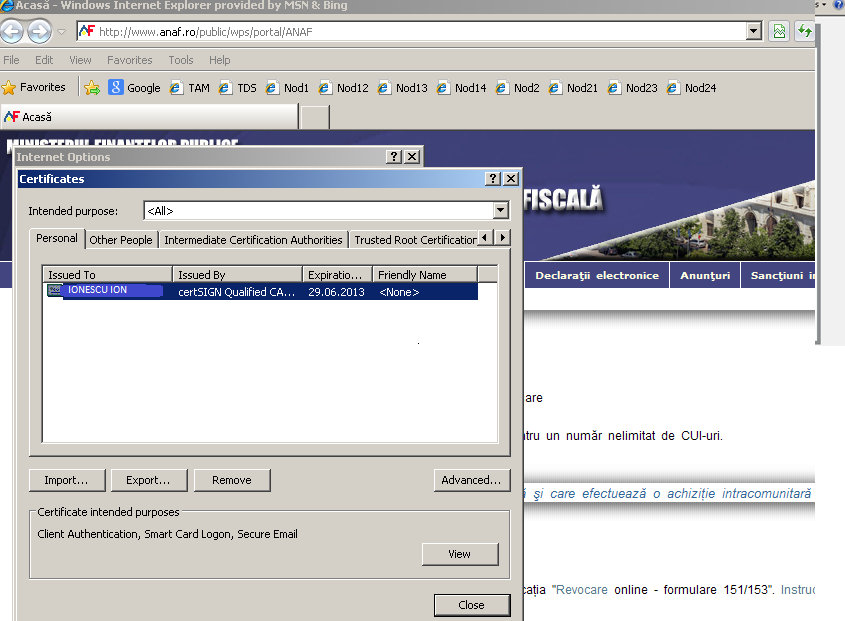 Acasă - Windows Internet Explorer provided by MSN & Bing
http://www.anaf.ro/public/wps/portal/ANAF
File Edit View Favorites Tools Help
Favorites Google TAM TDS Nod1 Nod12 Nod13 Nod14 Nod2 Nod21 Nod23 Nod24
Acasă
MINISTERUL FINANTELOR PUBLICE
Internet Options
Certificates
FISCALĂ
Intended purpose: <All>
Personal Other People Intermediate Certification Authorities Trusted Root Certification
Declaraţii electronice Anunţuri Sancţiuni
Issued To Issued By Expiratio... Friendly Name
IONESCU ION certSIGN Qualified CA... 29.06.2013 <None>
are
tru un număr nelimitat de CUI-uri.
Import... Export... Remove Advanced...
ă şi care efectuează o achiziţie intracomunitară
Certificate intended purposes
Client Authentication, Smart Card Logon, Secure Email
View
caţia "Revocare online - formulare 151/153". Instruc
Close